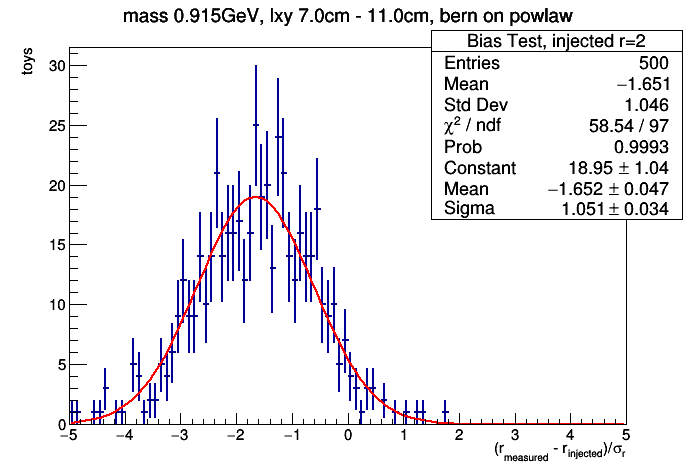 mass 0.915GeV, lxy 7.0cm - 11.0cm, bern on powlaw
Bias Test, injected r=2
Entries 500
Mean −1.651
Std Dev 1.046
χ² / ndf 58.54 / 97
Prob 0.9993
Constant 18.95 ± 1.04
Mean −1.652 ± 0.047
Sigma 1.051 ± 0.034
toys
30
25
20
15
10
5
0
−5 −4 −3 −2 −1 0 1 2 3 4 5
(r_measured - r_injected)/σ_r